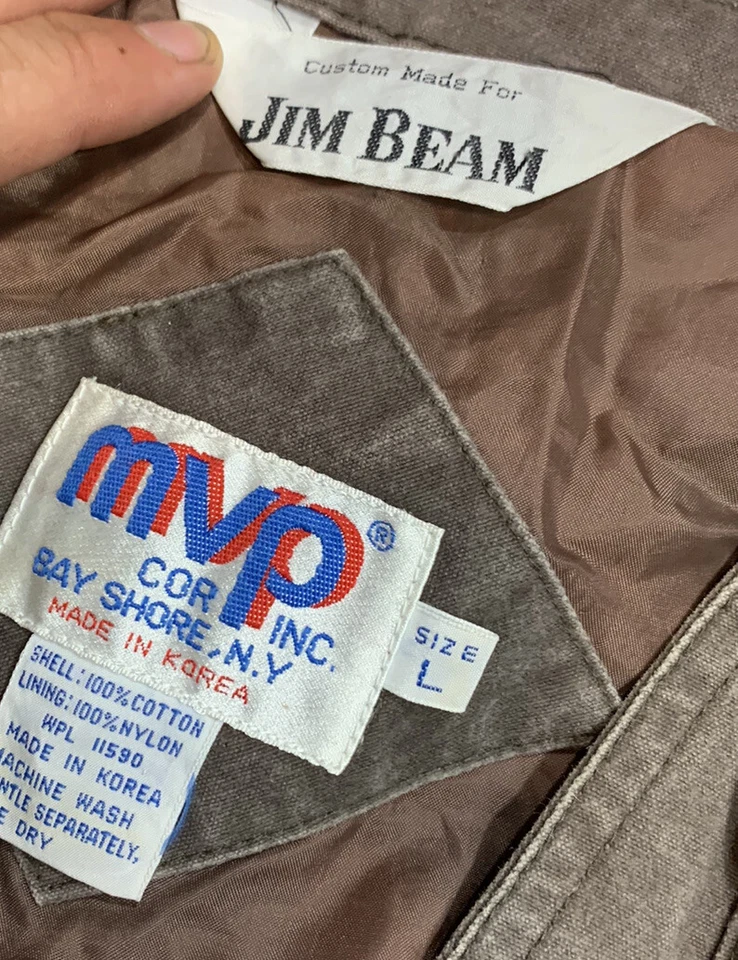 Custom Made For
JIM BEAM
mvp®
COR INC.
BAY SHORE, N.Y
MADE IN KOREA
SIZE
L
SHELL: 100% COTTON
LINING: 100% NYLON
WPL 11590
MADE IN KOREA
MACHINE WASH
SEPARATELY,
DRY